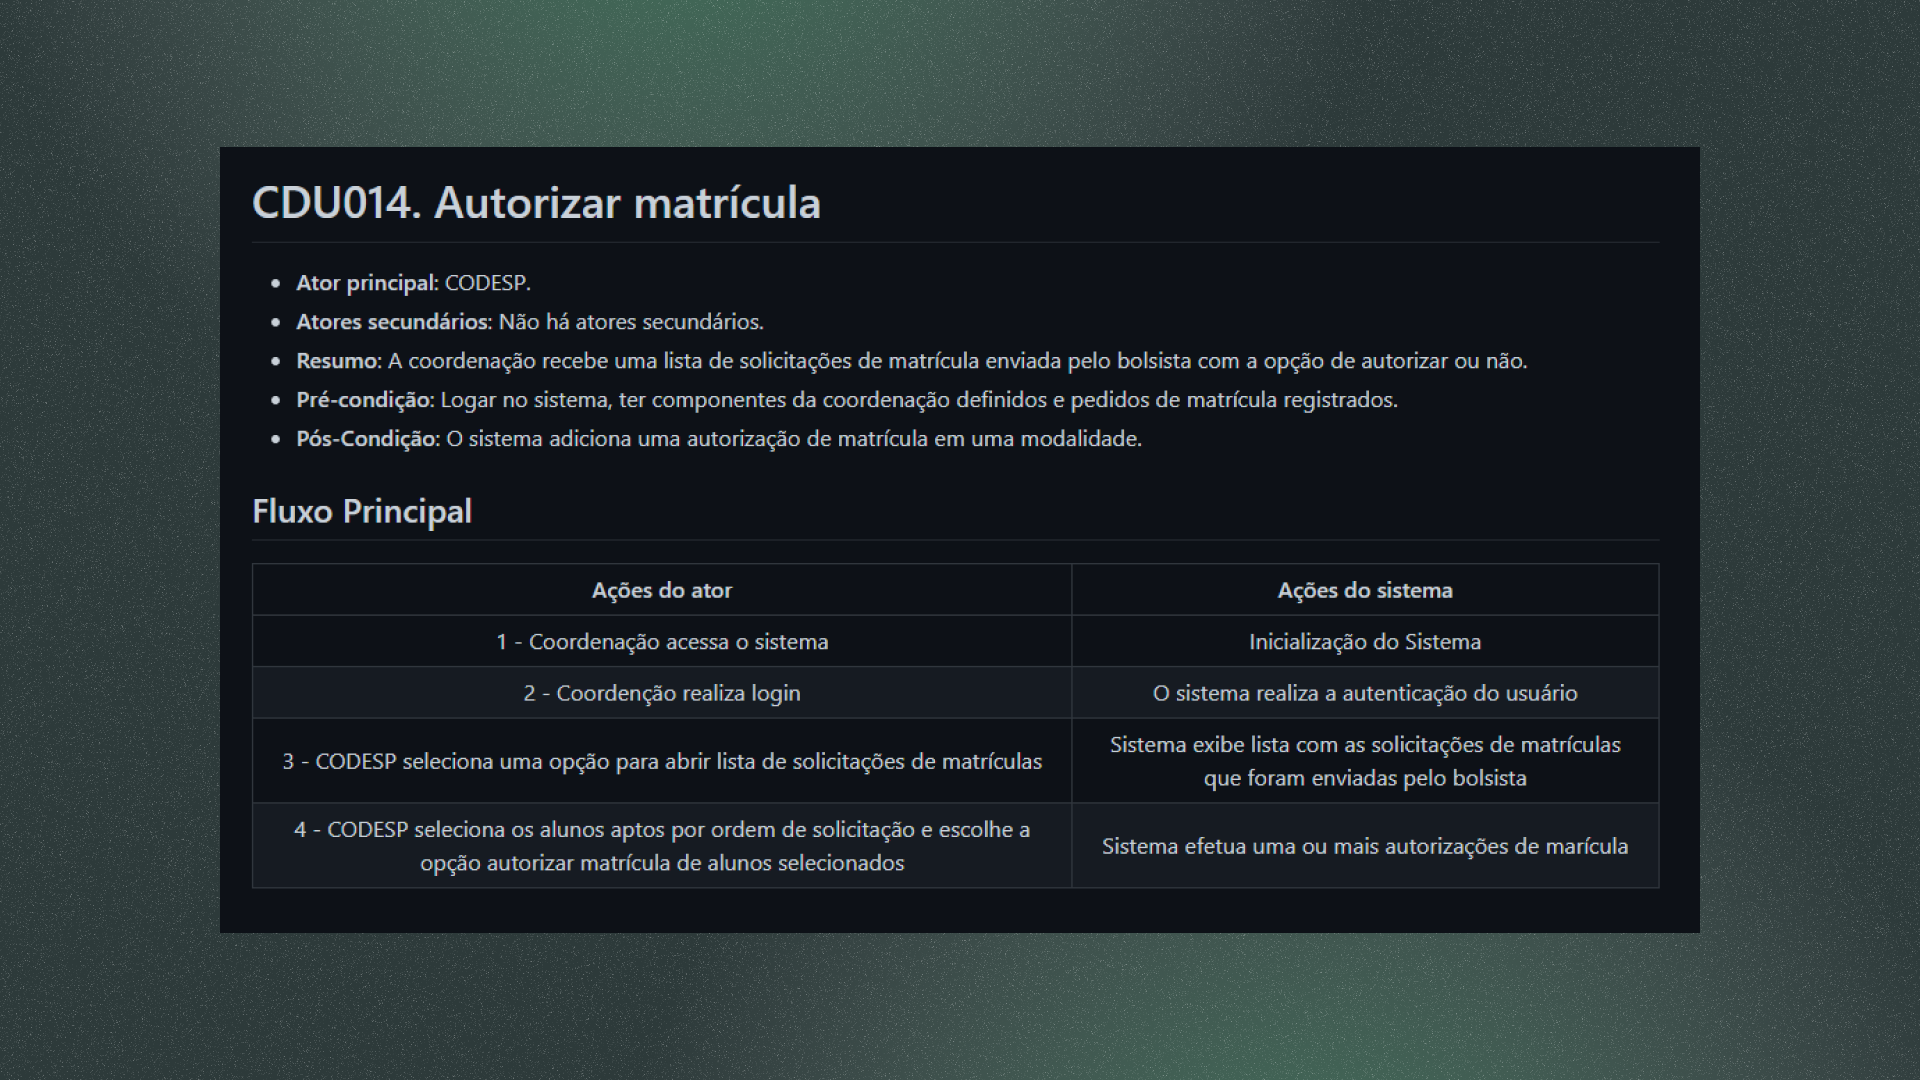 CDU014. Autorizar matrícula
Ator principal: CODESP.
Atores secundários: Não há atores secundários.
Resumo: A coordenação recebe uma lista de solicitações de matrícula enviada pelo bolsista com a opção de autorizar ou não.
Pré-condição: Logar no sistema, ter componentes da coordenação definidos e pedidos de matrícula registrados.
Pós-Condição: O sistema adiciona uma autorização de matrícula em uma modalidade.
Fluxo Principal
Ações do ator
Ações do sistema
1 - Coordenação acessa o sistema
Inicialização do Sistema
2 - Coordenção realiza login
O sistema realiza a autenticação do usuário
3 - CODESP seleciona uma opção para abrir lista de solicitações de matrículas
Sistema exibe lista com as solicitações de matrículas
que foram enviadas pelo bolsista
4 - CODESP seleciona os alunos aptos por ordem de solicitação e escolhe a
opção autorizar matrícula de alunos selecionados
Sistema efetua uma ou mais autorizações de marícula